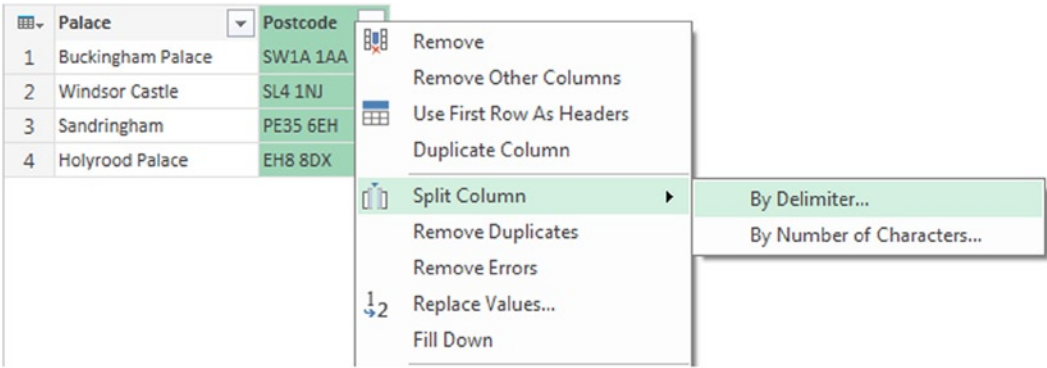 Palace Postcode
1 Buckingham Palace SW1A 1AA
2 Windsor Castle SL4 1NJ
3 Sandringham PE35 6EH
4 Holyrood Palace EH8 8DX
Remove
Remove Other Columns
Use First Row As Headers
Duplicate Column
Split Column
Remove Duplicates
Remove Errors
1 2 Replace Values...
Fill Down
By Delimiter...
By Number of Characters...